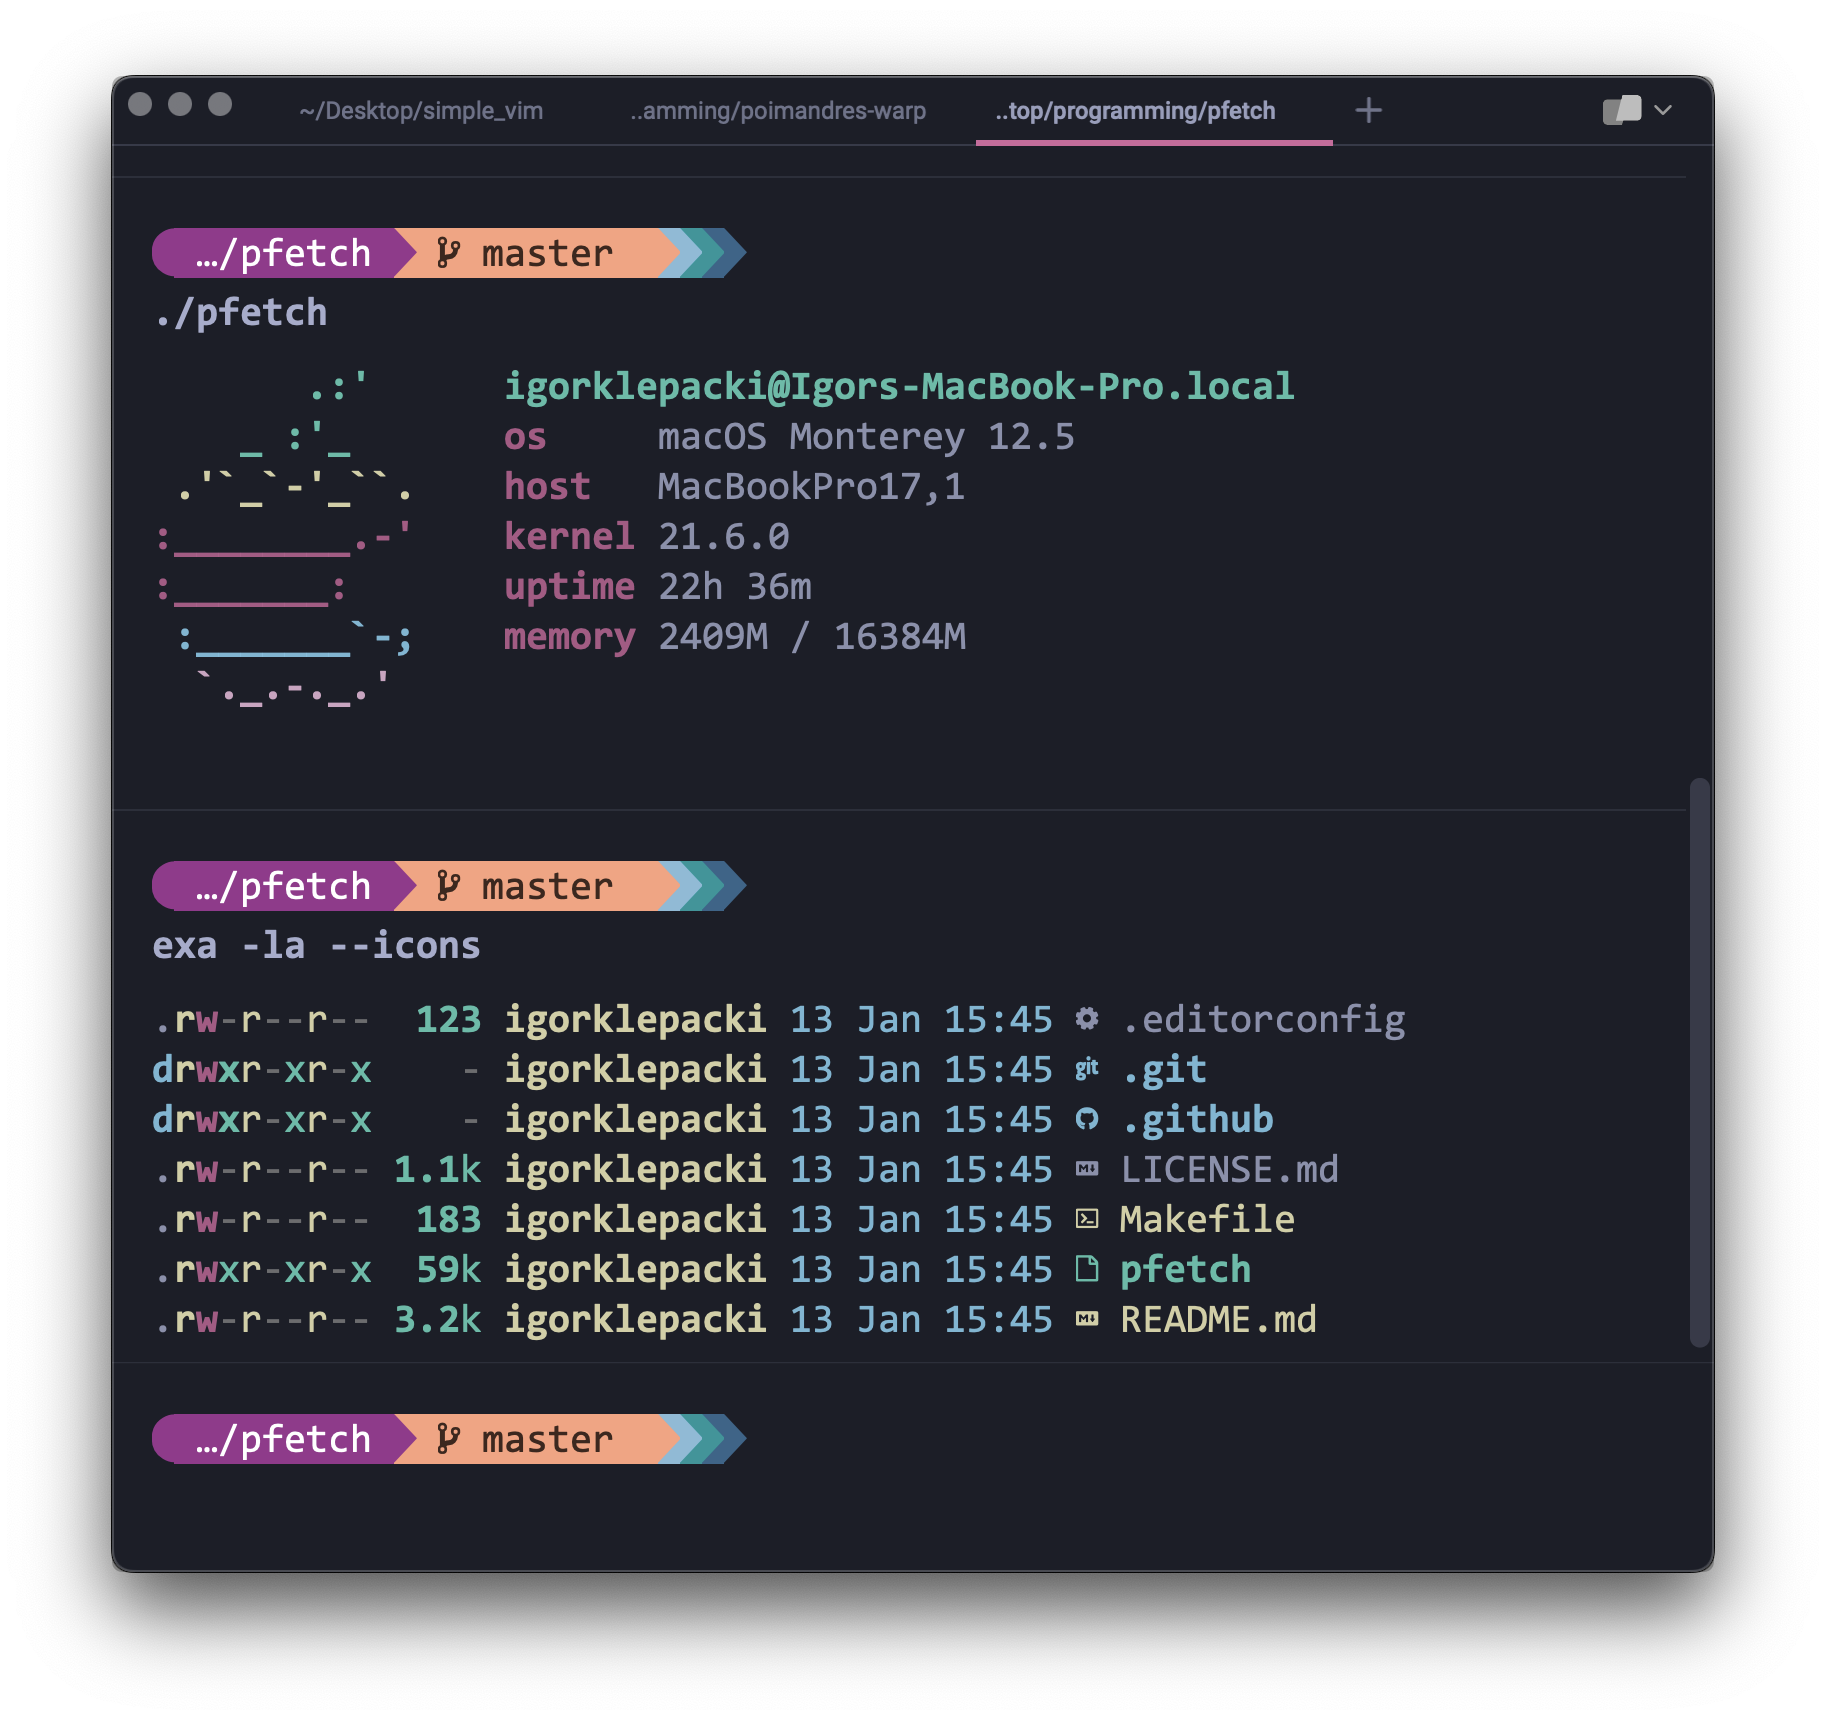 ~/Desktop/simple_vim ..amming/poimandres-warp ..top/programming/pfetch +
…/pfetch master
./pfetch
        .:'      igorklepacki@Igors-MacBook-Pro.local
    _ :'_       os     macOS Monterey 12.5
 .'`_`-'_``.    host   MacBookPro17,1
:________.-'    kernel 21.6.0
:_______:       uptime 22h 36m
 :_______`-;    memory 2409M / 16384M
  `._.-._.'
…/pfetch master
exa -la --icons
.rw-r--r--  123 igorklepacki 13 Jan 15:45 .editorconfig
drwxr-xr-x    - igorklepacki 13 Jan 15:45 git .git
drwxr-xr-x    - igorklepacki 13 Jan 15:45 .github
.rw-r--r-- 1.1k igorklepacki 13 Jan 15:45 LICENSE.md
.rw-r--r--  183 igorklepacki 13 Jan 15:45 Makefile
.rwxr-xr-x  59k igorklepacki 13 Jan 15:45 pfetch
.rw-r--r-- 3.2k igorklepacki 13 Jan 15:45 README.md
…/pfetch master